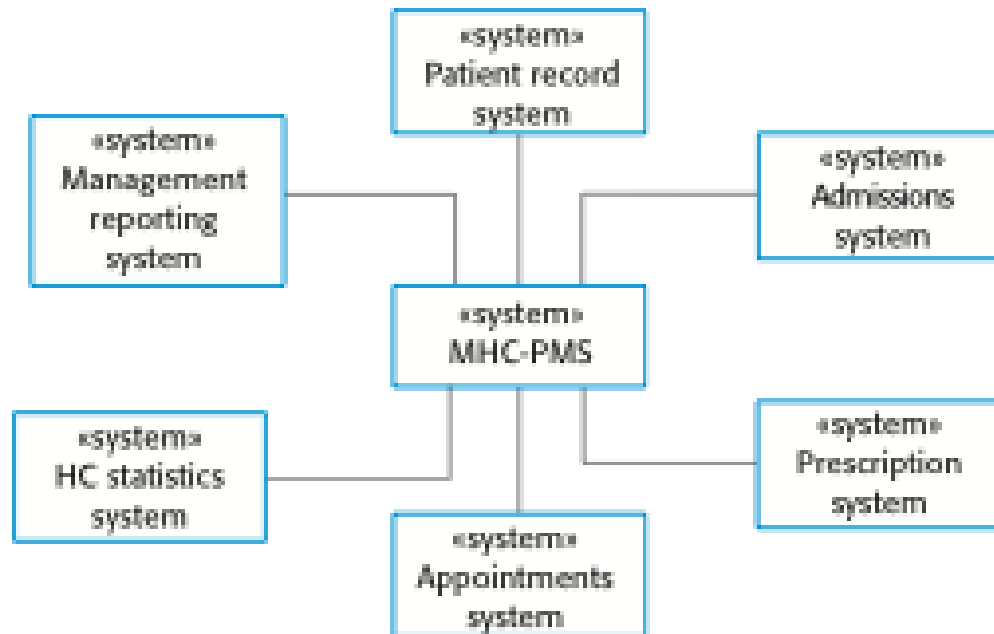 «system»
Patient record
system
«system»
Management
reporting
system
«system»
Admissions
system
«system»
MHC-PMS
«system»
HC statistics
system
«system»
Prescription
system
«system»
Appointments
system